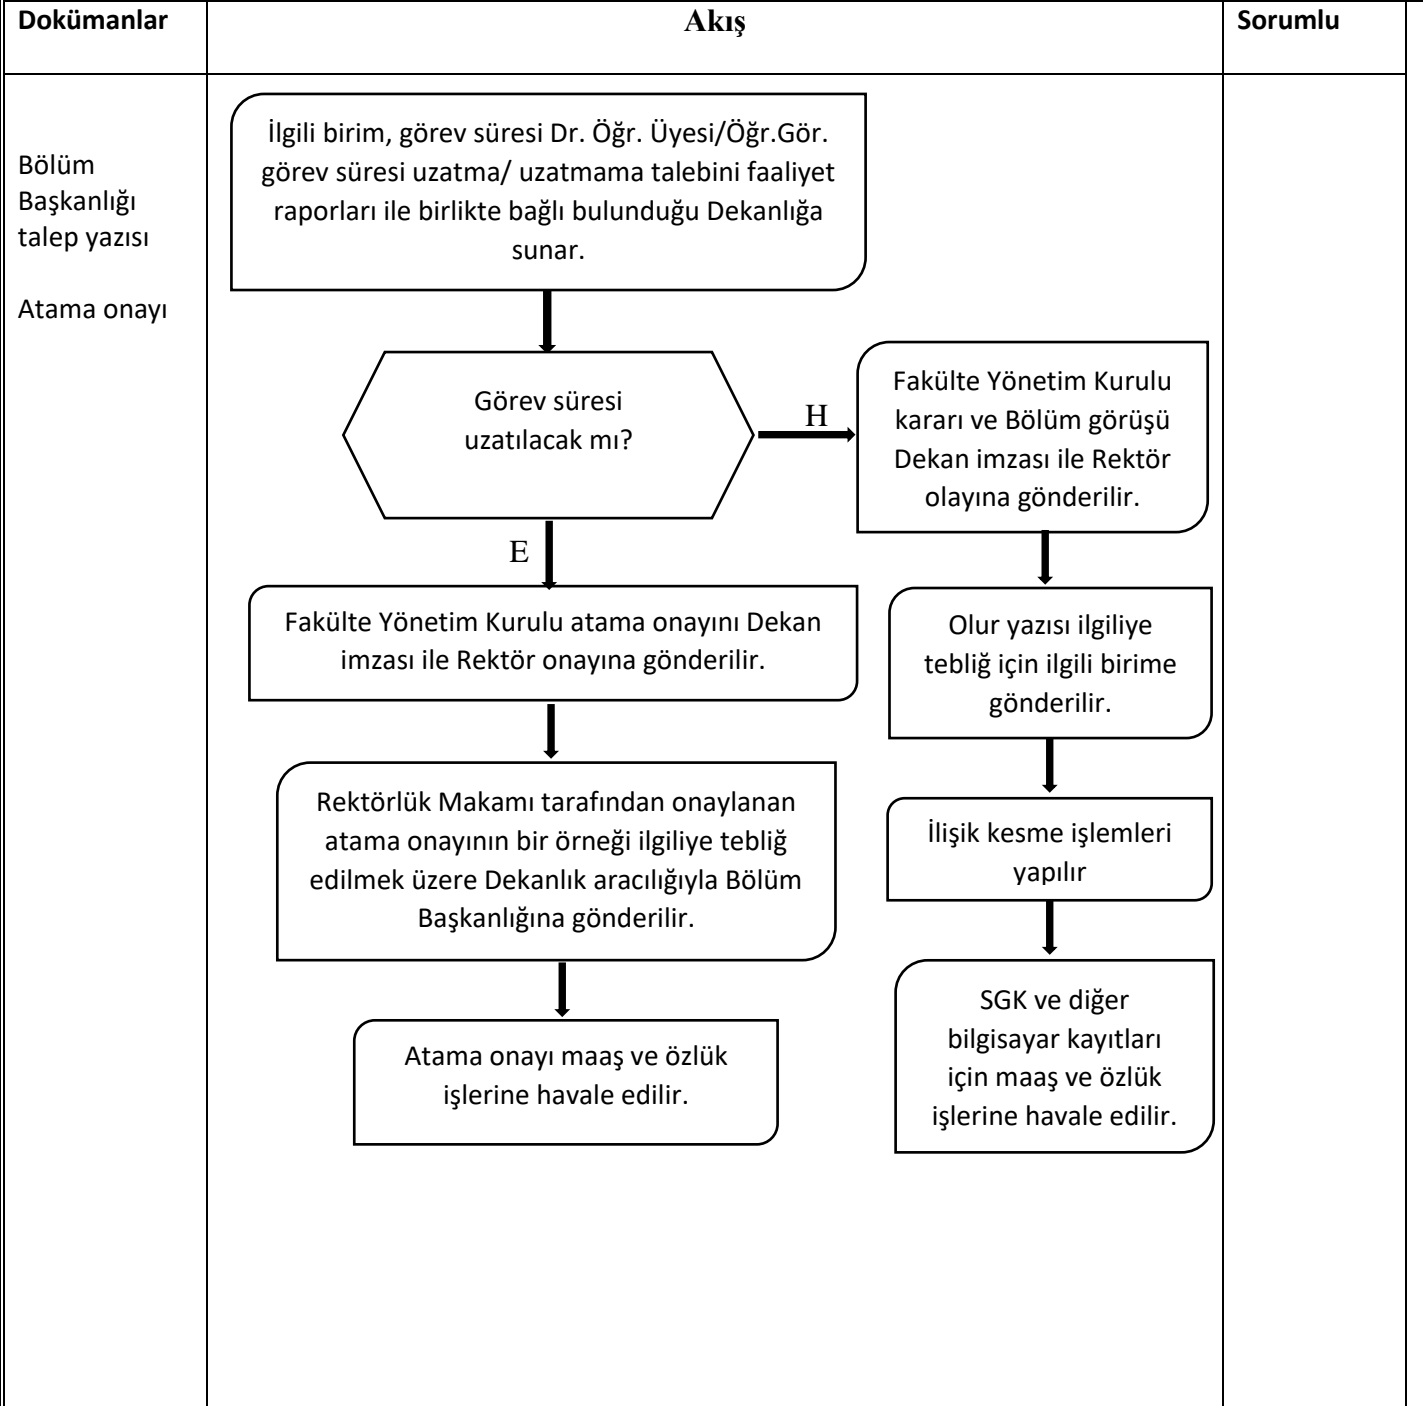 Dokümanlar
Akış
Sorumlu
Bölüm
Başkanlığı
talep yazısı
Atama onayı
İlgili birim, görev süresi Dr. Öğr. Üyesi/Öğr.Gör.
görev süresi uzatma/ uzatmama talebini faaliyet
raporları ile birlikte bağlı bulunduğu Dekanlığa
sunar.
Görev süresi
uzatılacak mı?
H
Fakülte Yönetim Kurulu
kararı ve Bölüm görüşü
Dekan imzası ile Rektör
olayına gönderilir.
E
Fakülte Yönetim Kurulu atama onayını Dekan
imzası ile Rektör onayına gönderilir.
Olur yazısı ilgiliye
tebliğ için ilgili birime
gönderilir.
Rektörlük Makamı tarafından onaylanan
atama onayının bir örneği ilgiliye tebliğ
edilmek üzere Dekanlık aracılığıyla Bölüm
Başkanlığına gönderilir.
İlişik kesme işlemleri
yapılır
Atama onayı maaş ve özlük
işlerine havale edilir.
SGK ve diğer
bilgisayar kayıtları
için maaş ve özlük
işlerine havale edilir.